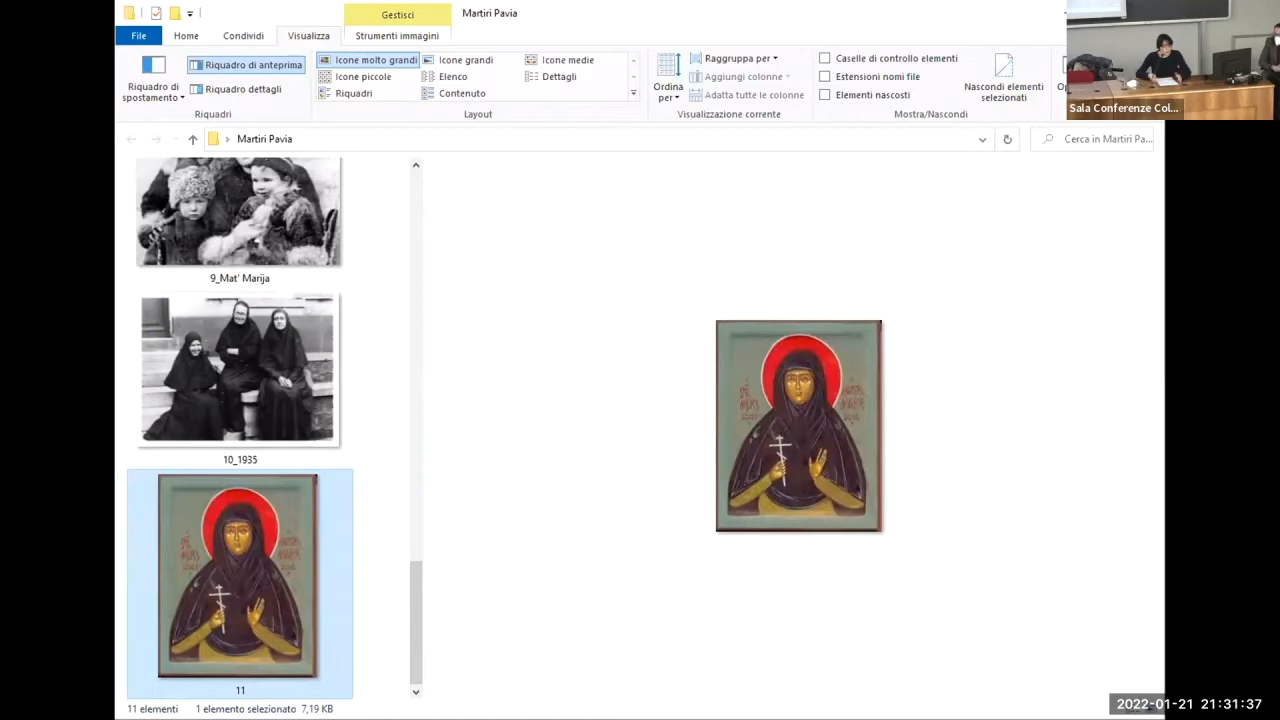 Gestisci
Martiri Pavia
File
Home
Condividi
Visualizza
Strumenti immagini
Riquadro di spostamento
Riquadro di anteprima
Riquadro dettagli
Riquadri
Icone molto grandi
Icone grandi
Icone medie
Icone piccole
Elenco
Dettagli
Riquadri
Contenuto
Layout
Ordina per
Raggruppa per
Aggiungi colonne
Adatta tutte le colonne
Visualizzazione corrente
Caselle di controllo elementi
Estensioni nomi file
Elementi nascosti
Nascondi elementi selezionati
Mostra/Nascondi
Sala Conferenze Col...
Martiri Pavia
Cerca in Martiri Pa...
9_Mat' Marija
10_1935
11
11 elementi
1 elemento selezionato 7,19 KB
2022-01-21 21:31:37